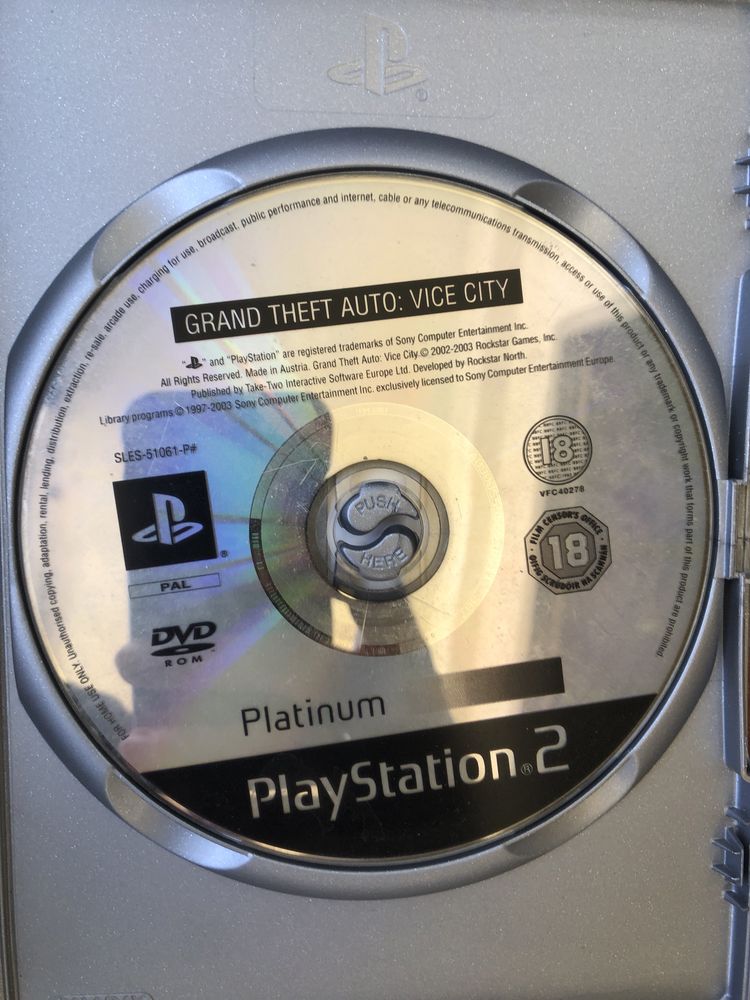 FOR HOME USE ONLY. Unauthorised copying, adaptation, rental, lending, distribution, extraction, re-sale, arcade use, charging for use, broadcast, public performance and internet, cable or any telecommunications transmission, access or use of this product or any trademark or copyright work that forms part of this product are prohibited.
GRAND THEFT AUTO: VICE CITY
" " and "PlayStation" are registered trademarks of Sony Computer Entertainment Inc.
All Rights Reserved. Made in Austria. Grand Theft Auto: Vice City © 2002-2003 Rockstar Games, Inc.
Published by Take-Two Interactive Software Europe Ltd. Developed by Rockstar North.
Library programs © 1997-2003 Sony Computer Entertainment Inc. exclusively licensed to Sony Computer Entertainment Europe.
SLES-51061-P#
18
VFC40278
PUSH
HERE
®
PAL
FILM CENSOR'S OFFICE
18
OIFIG SCRÚDÓIR NA SCANNÁN
DVD
ROM
Platinum
PlayStation®2